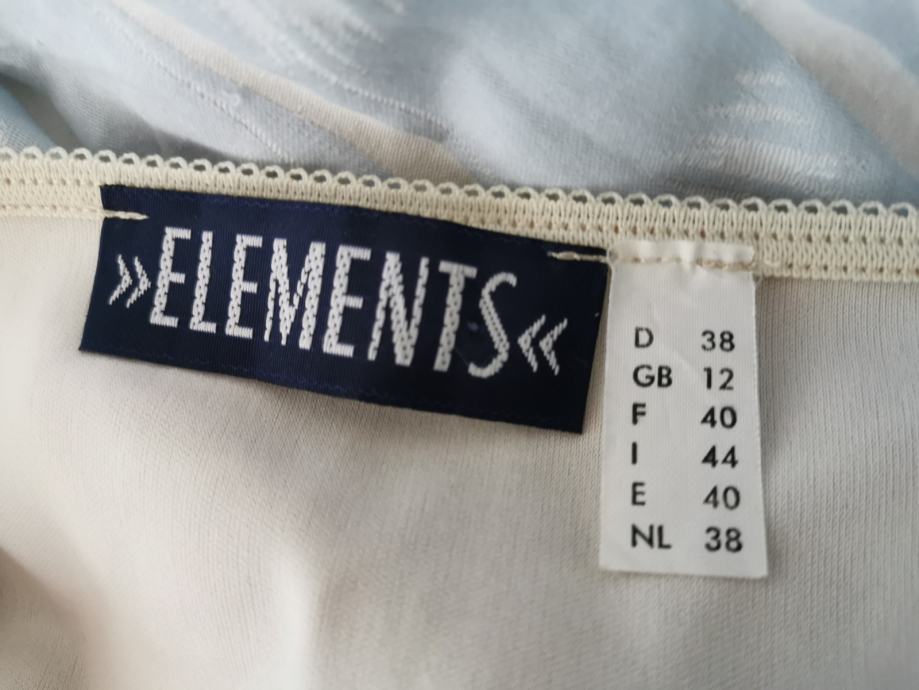 »ELEMENTS«
D 38
GB 12
F 40
I 44
E 40
NL 38